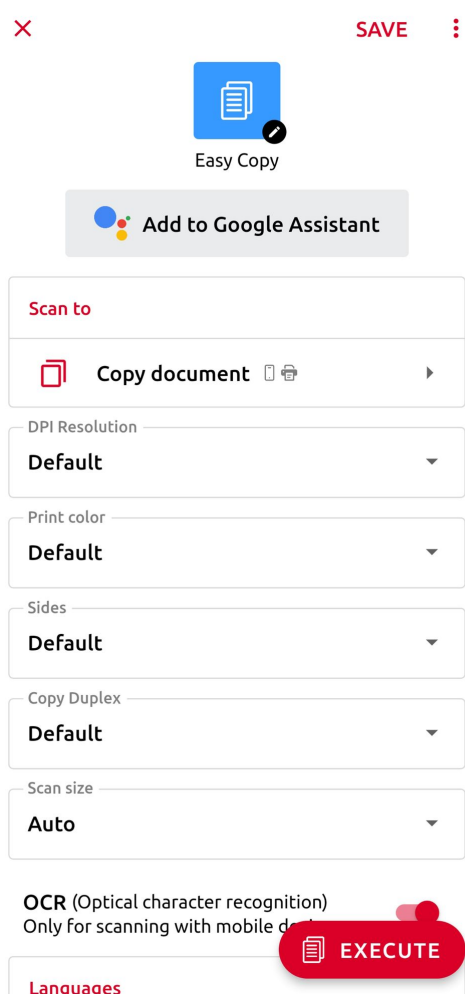 SAVE
Easy Copy
Add to Google Assistant
Scan to
Copy document
DPI Resolution
Default
Print color
Default
Sides
Default
Copy Duplex
Default
Scan size
Auto
OCR (Optical character recognition)
Only for scanning with mobile
EXECUTE
Languages